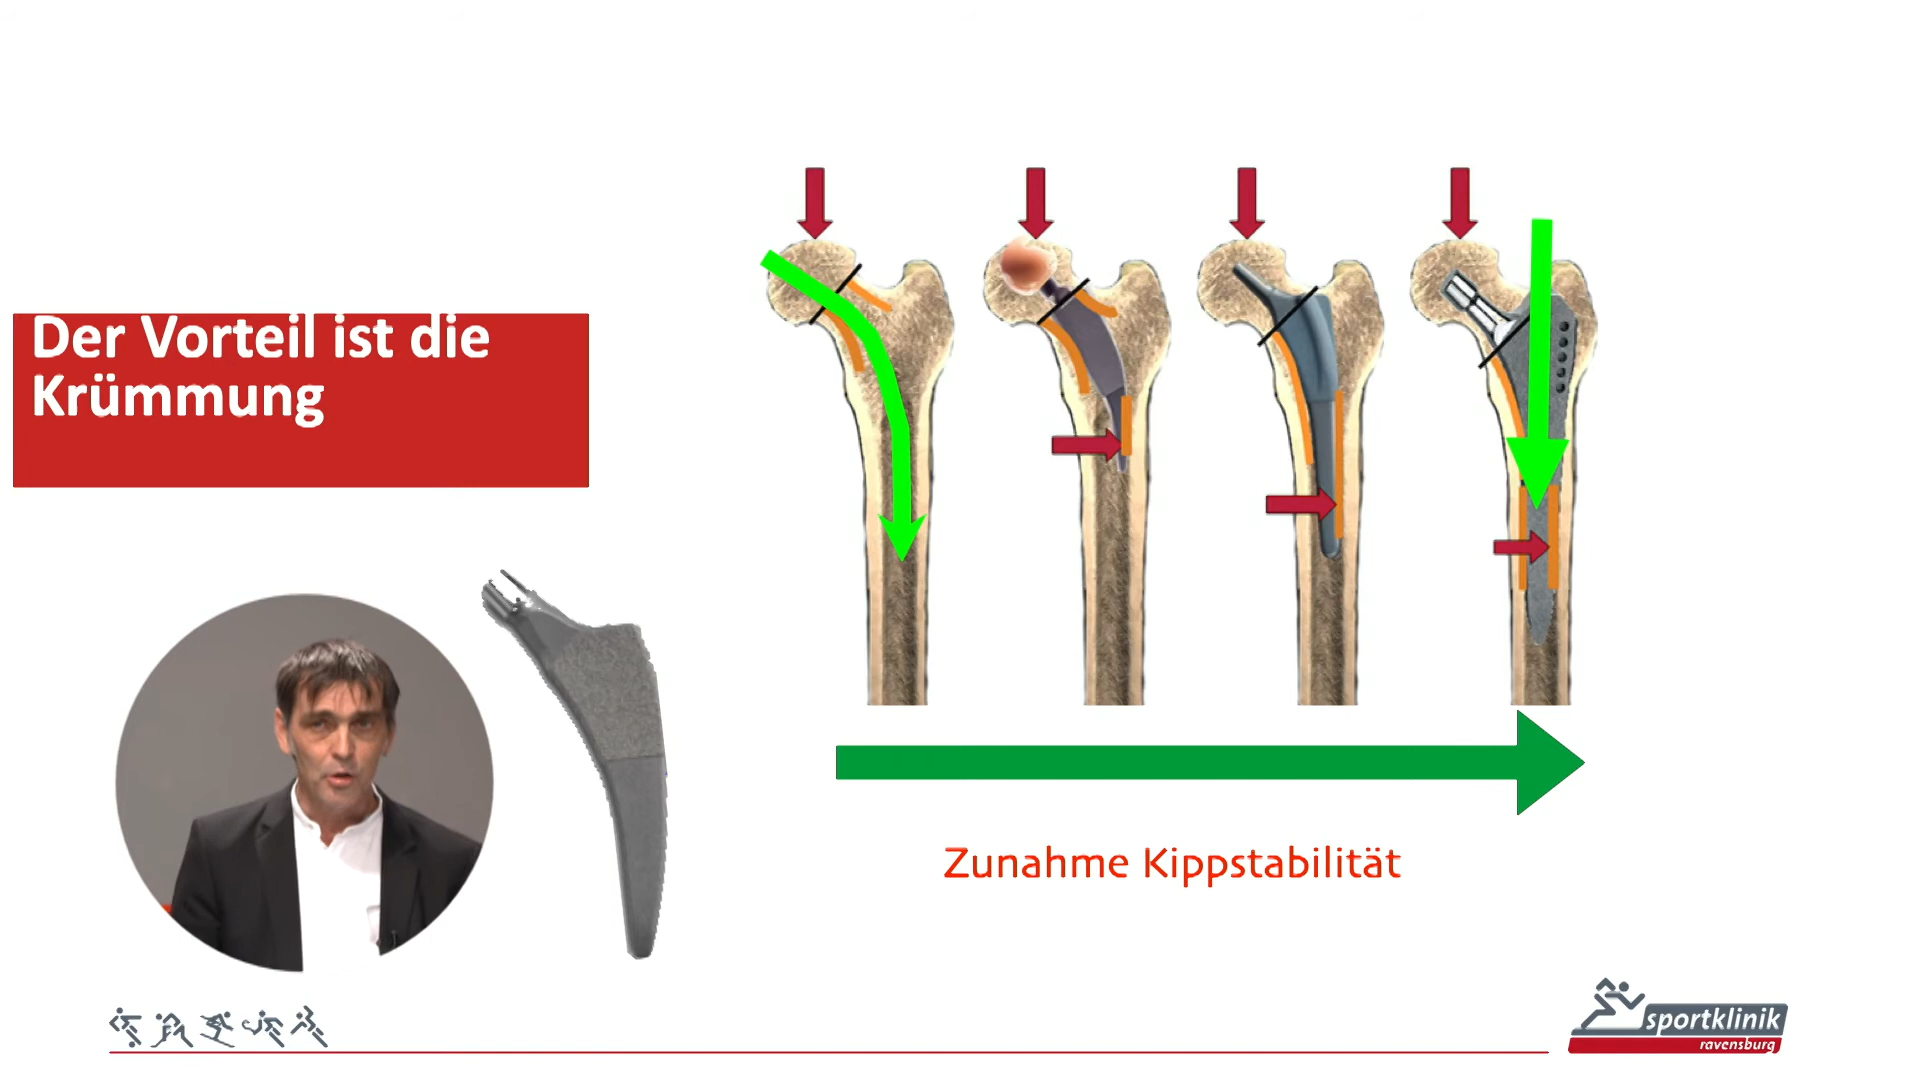 Der Vorteil ist die
Krümmung
Zunahme Kippstabilität
sportklinik
ravensburg